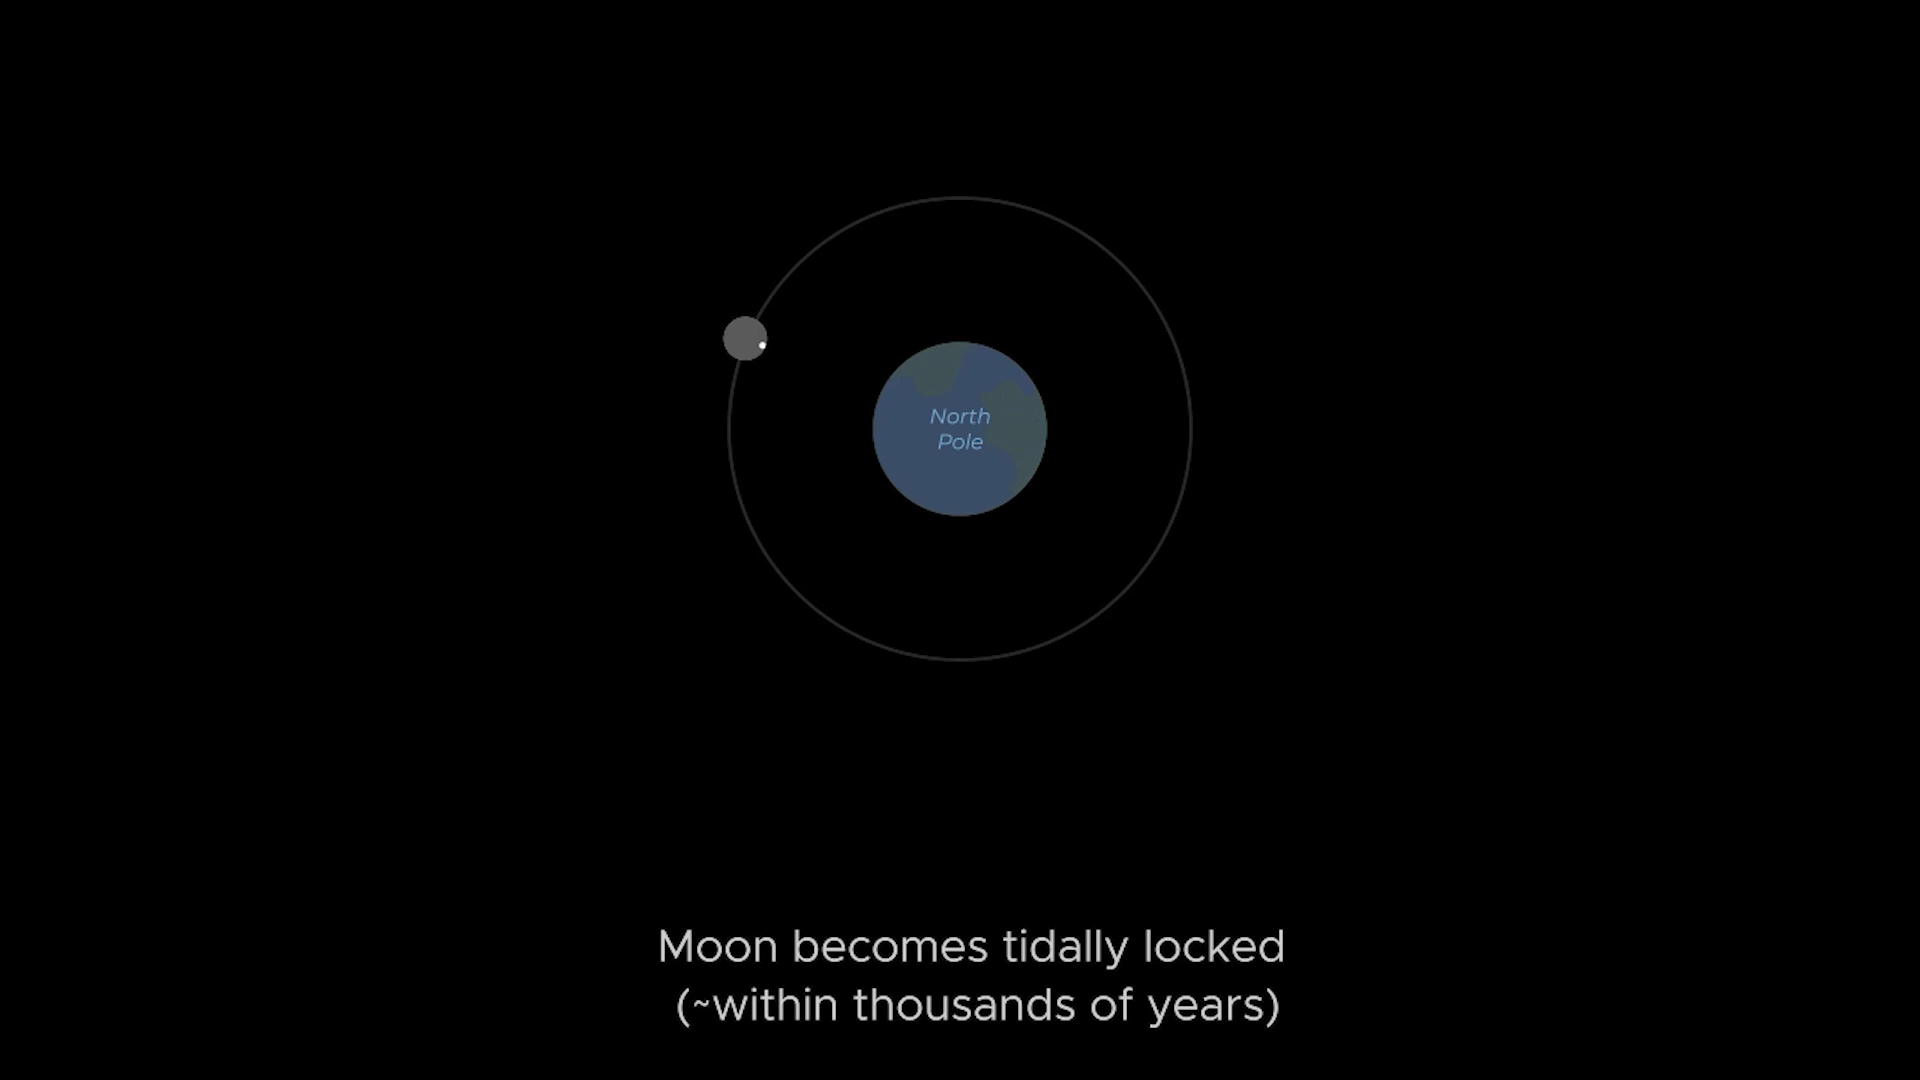 North
Pole
Moon becomes tidally locked
(~within thousands of years)